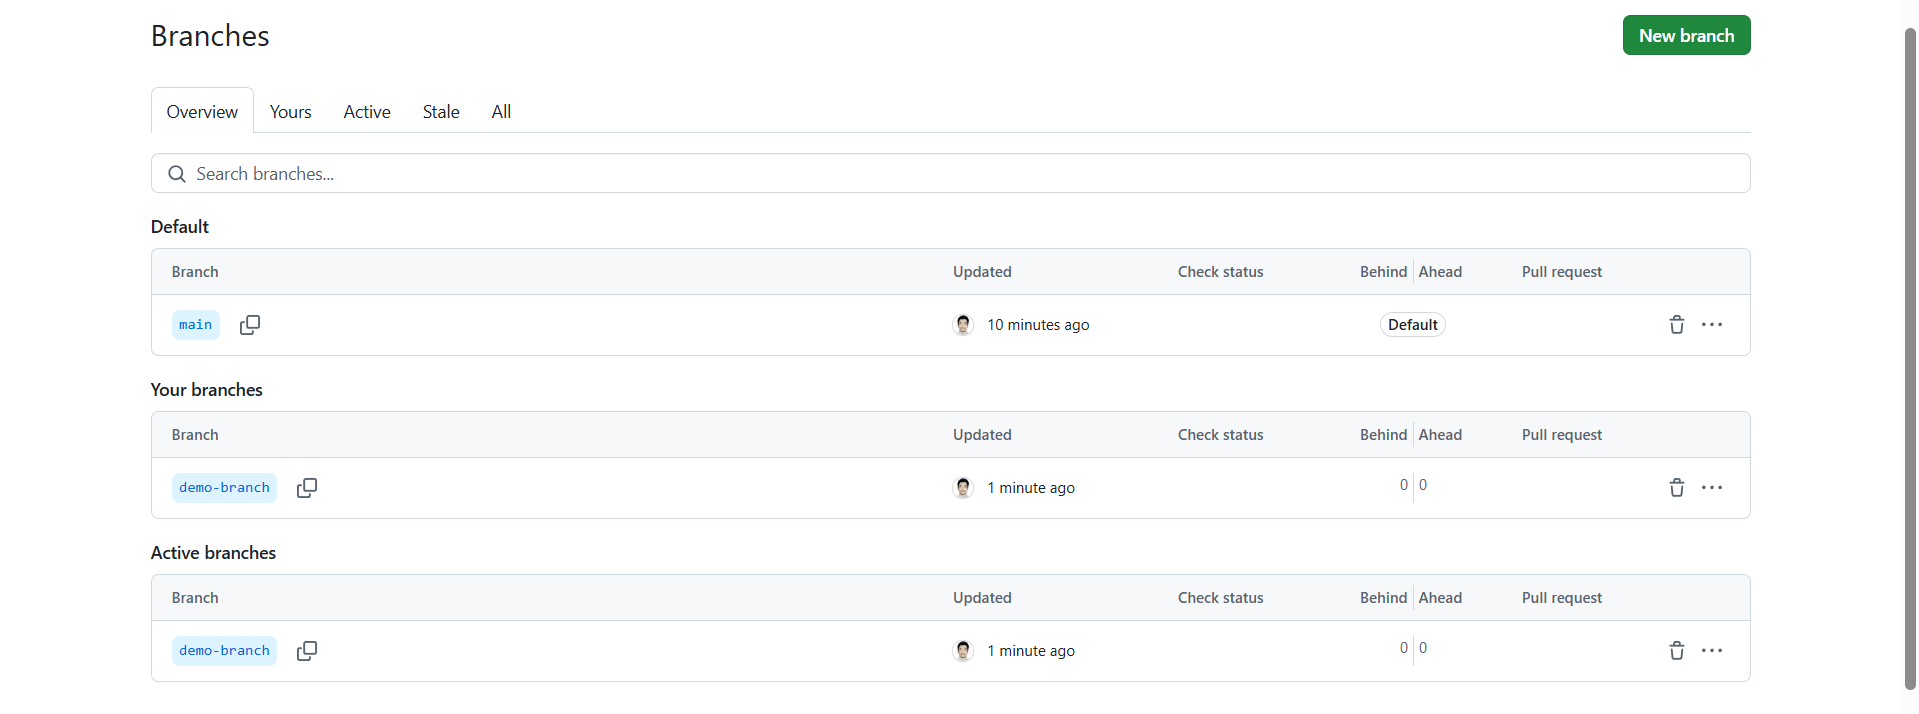 Branches
New branch
Overview Yours Active Stale All
Search branches...
Default
Branch Updated Check status Behind Ahead Pull request
main 10 minutes ago Default
Your branches
Branch Updated Check status Behind Ahead Pull request
demo-branch 1 minute ago 0 0
Active branches
Branch Updated Check status Behind Ahead Pull request
demo-branch 1 minute ago 0 0